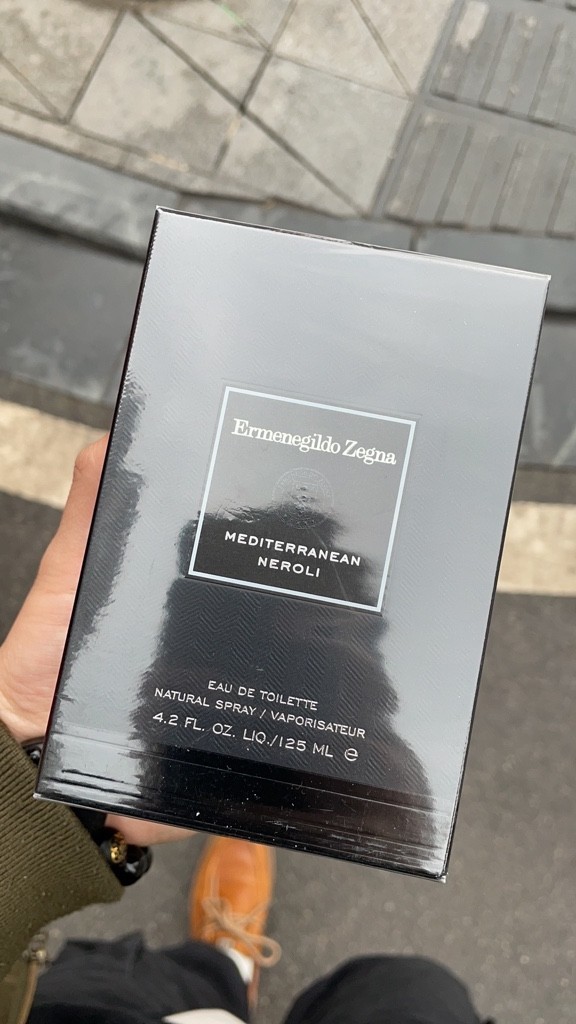 Ermenegildo Zegna
MEDITERRANEAN
NEROLI
EAU DE TOILETTE
NATURAL SPRAY / VAPORISATEUR
4.2 FL. OZ. LIQ./125 ML ℮